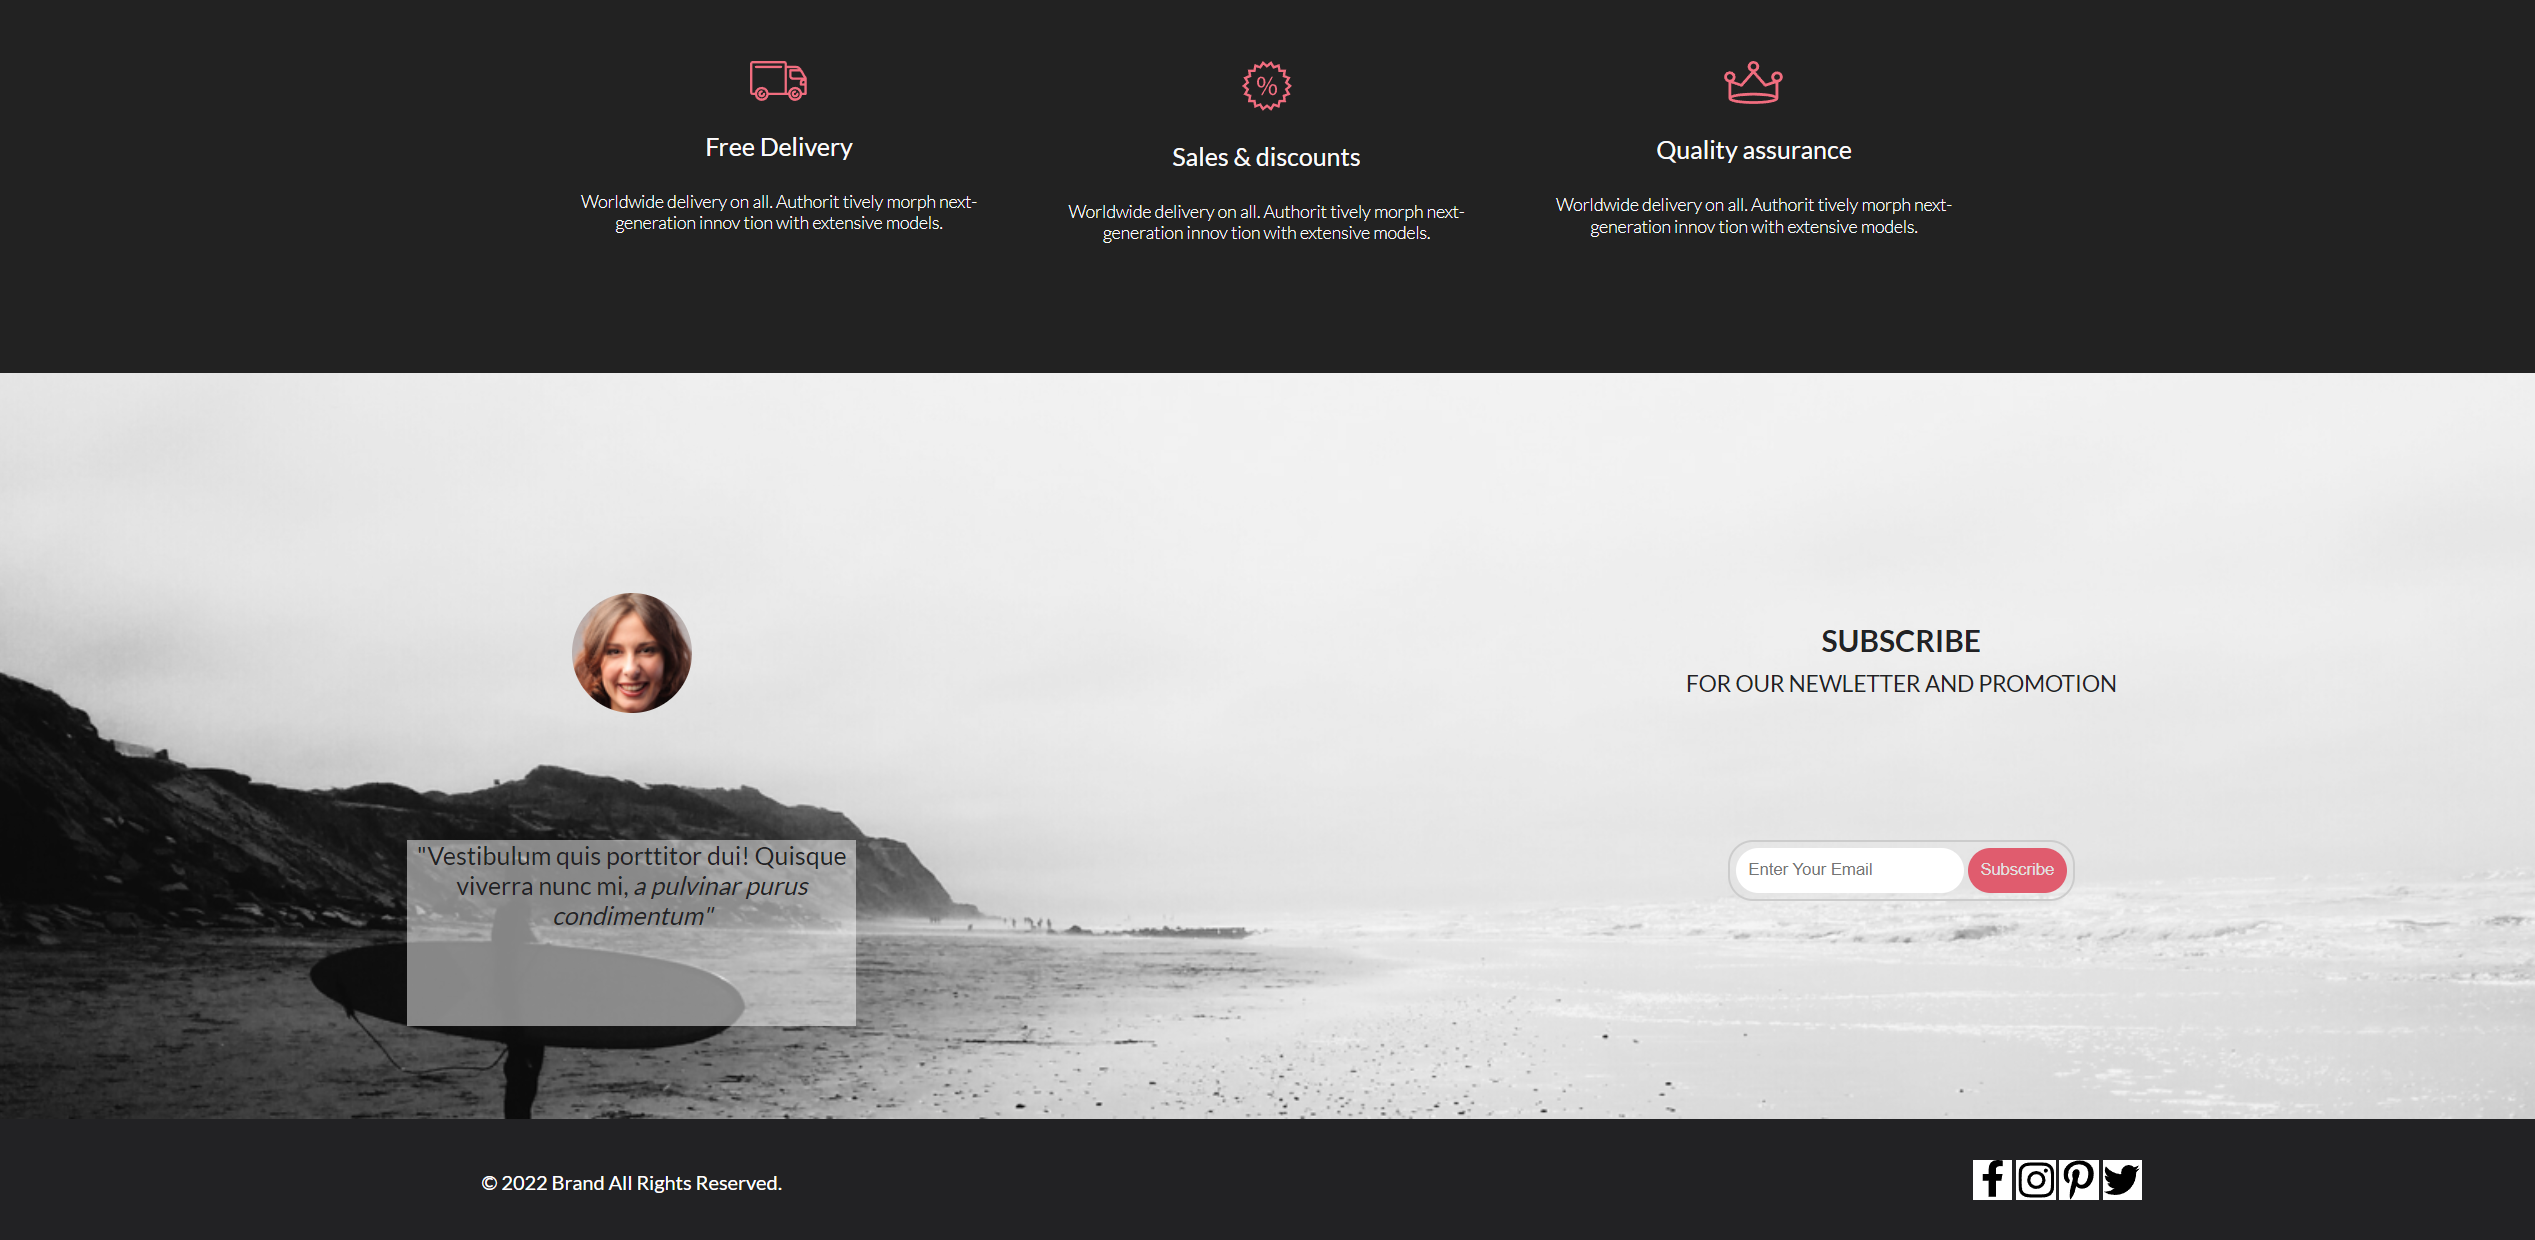 %
Free Delivery
Worldwide delivery on all. Authorit tively morph next-
generation innov tion with extensive models.
Sales & discounts
Worldwide delivery on all. Authorit tively morph next-
generation innov tion with extensive models.
Quality assurance
Worldwide delivery on all. Authorit tively morph next-
generation innov tion with extensive models.
"Vestibulum quis porttitor dui! Quisque
viverra nunc mi, a pulvinar purus
condimentum"
SUBSCRIBE
FOR OUR NEWLETTER AND PROMOTION
Enter Your Email
Subscribe
© 2022 Brand All Rights Reserved.